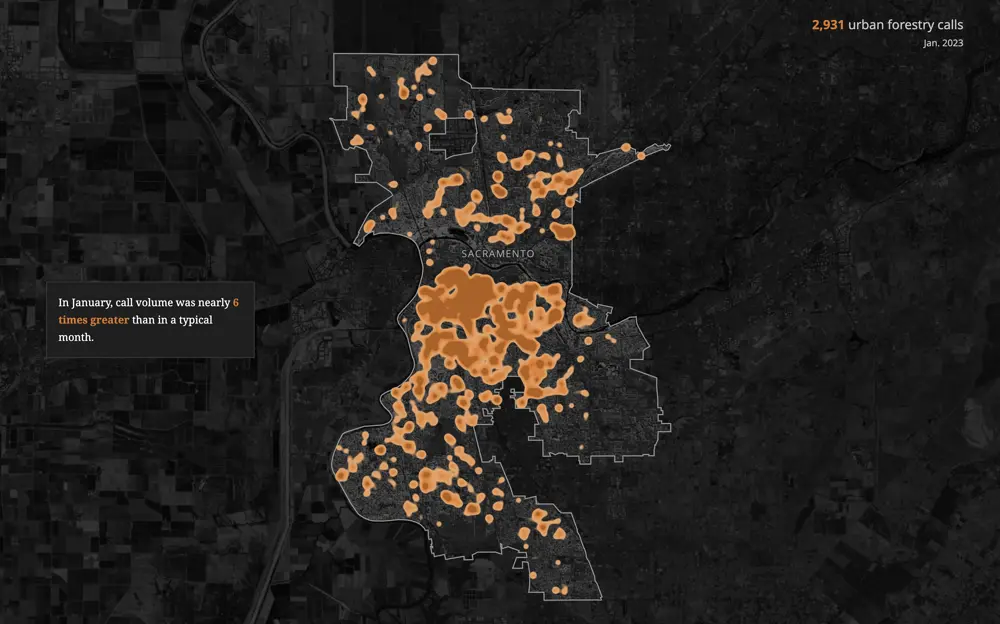 2,931 urban forestry calls
Jan. 2023
SACRAMENTO
In January, call volume was nearly 6
times greater than in a typical
month.